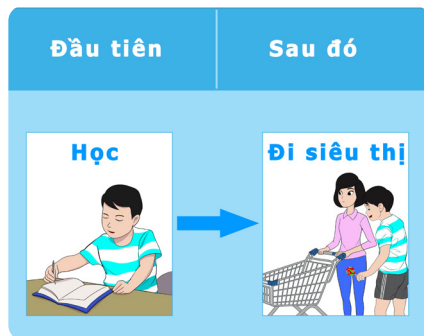 Đầu tiên
Sau đó
Học
Đi siêu thị